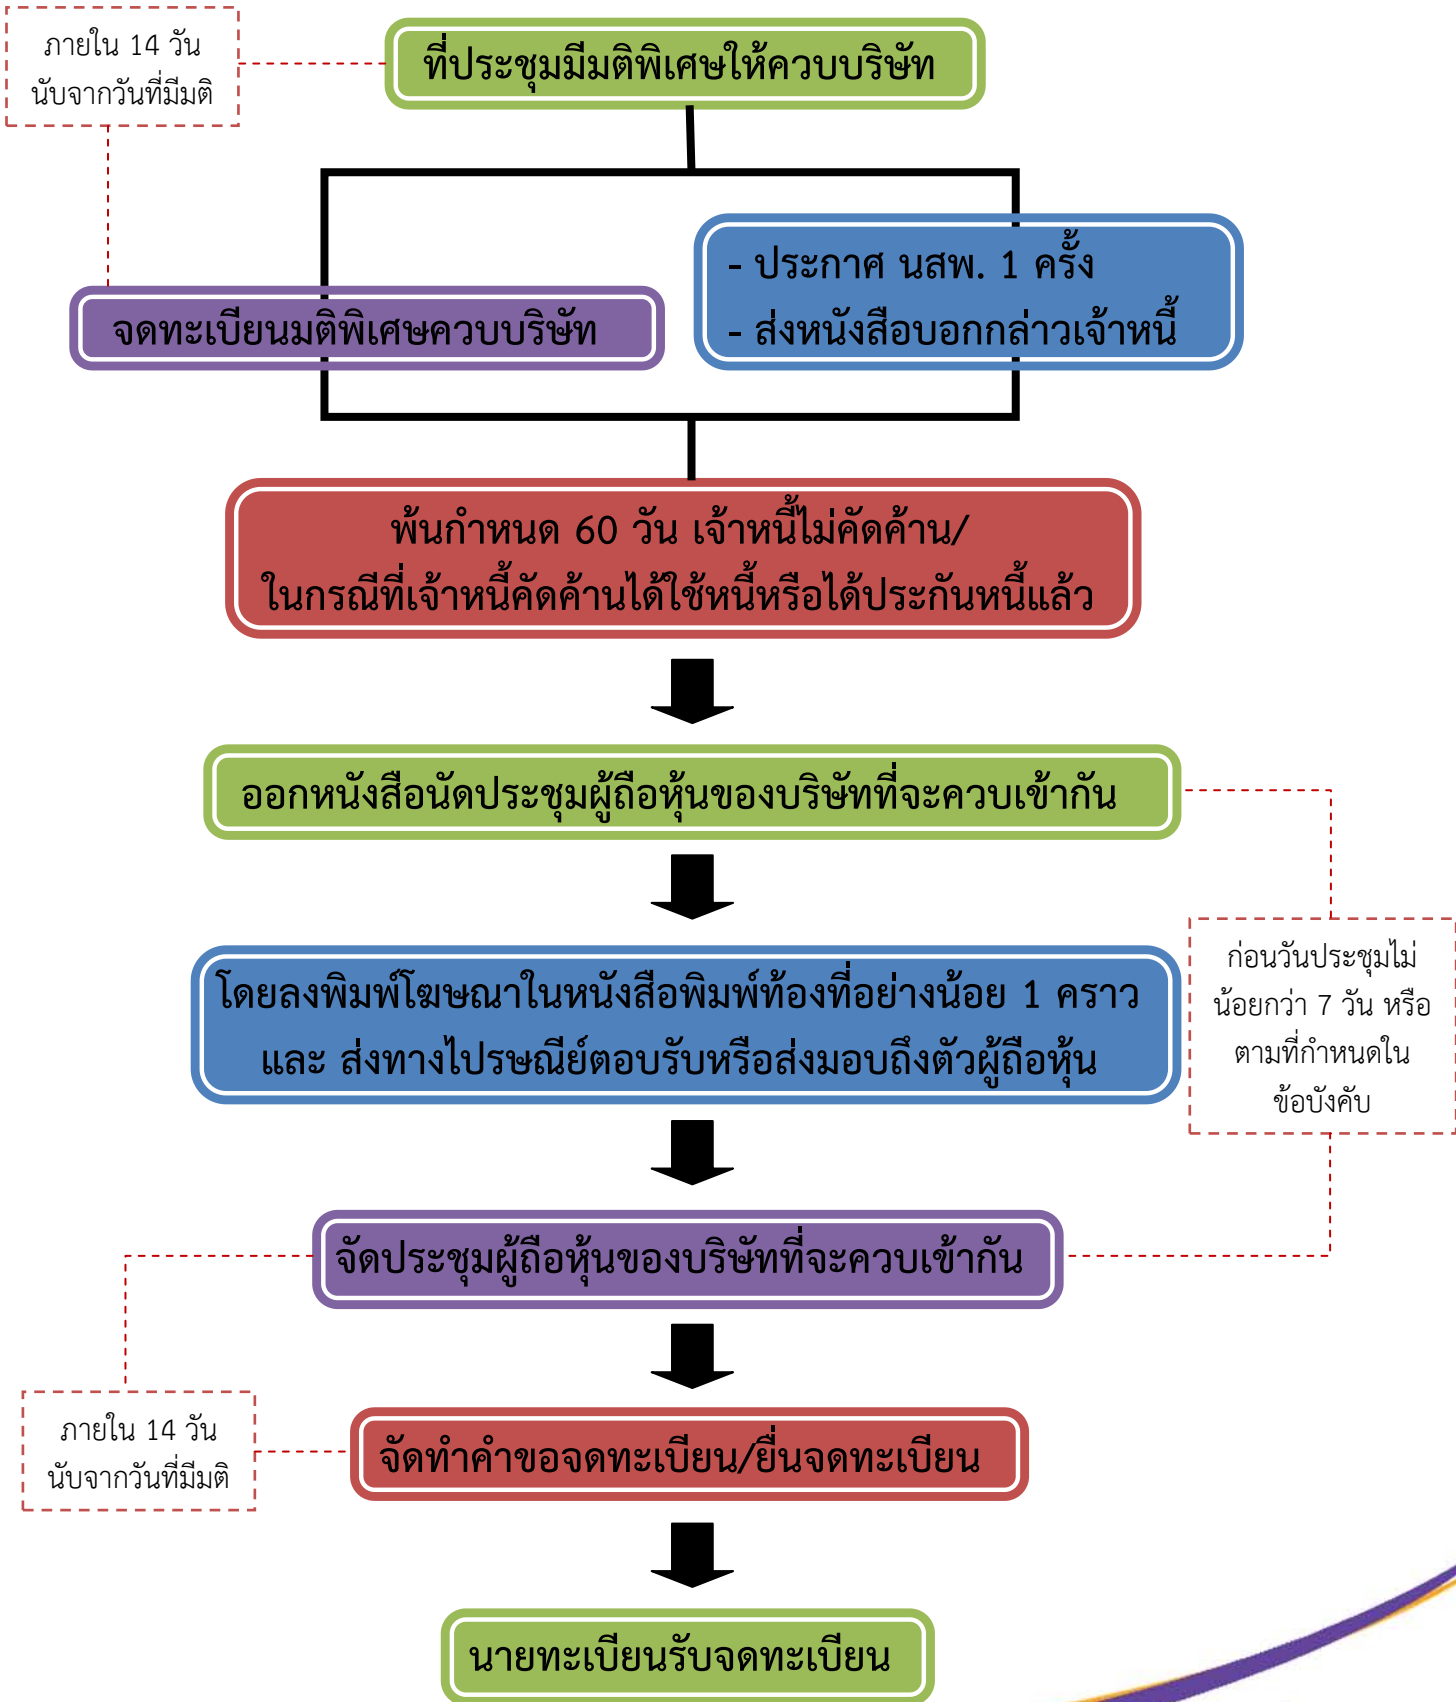 ภายใน 14 วัน
นับจากวันที่มีมติ
ที่ประชุมมีมติพิเศษให้ควบบริษัท
- ประกาศ นสพ. 1 ครั้ง
- ส่งหนังสือบอกกล่าวเจ้าหนี้
จดทะเบียนมติพิเศษควบบริษัท
พ้นกำหนด 60 วัน เจ้าหนี้ไม่คัดค้าน/
ในกรณีที่เจ้าหนี้คัดค้านได้ใช้หนี้หรือได้ประกันหนี้แล้ว
ออกหนังสือนัดประชุมผู้ถือหุ้นของบริษัทที่จะควบเข้ากัน
โดยลงพิมพ์โฆษณาในหนังสือพิมพ์ท้องที่อย่างน้อย 1 คราว
และ ส่งทางไปรษณีย์ตอบรับหรือส่งมอบถึงตัวผู้ถือหุ้น
ก่อนวันประชุมไม่
น้อยกว่า 7 วัน หรือ
ตามที่กำหนดใน
ข้อบังคับ
จัดประชุมผู้ถือหุ้นของบริษัทที่จะควบเข้ากัน
ภายใน 14 วัน
นับจากวันที่มีมติ
จัดทำคำขอจดทะเบียน/ยื่นจดทะเบียน
นายทะเบียนรับจดทะเบียน